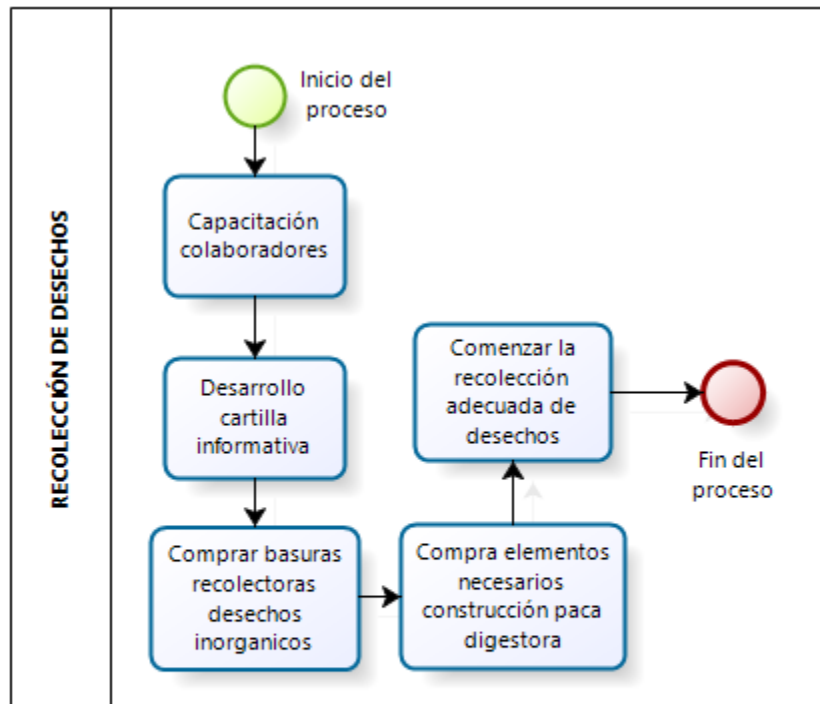 RECOLECCIÓN DE DESECHOS
Inicio del
proceso
Capacitación
colaboradores
Desarrollo
cartilla
informativa
Comprar basuras
recolectoras
desechos
inorganicos
Compra elementos
necesarios
construcción paca
digestora
Comenzar la
recolección
adecuada de
desechos
Fin del
proceso